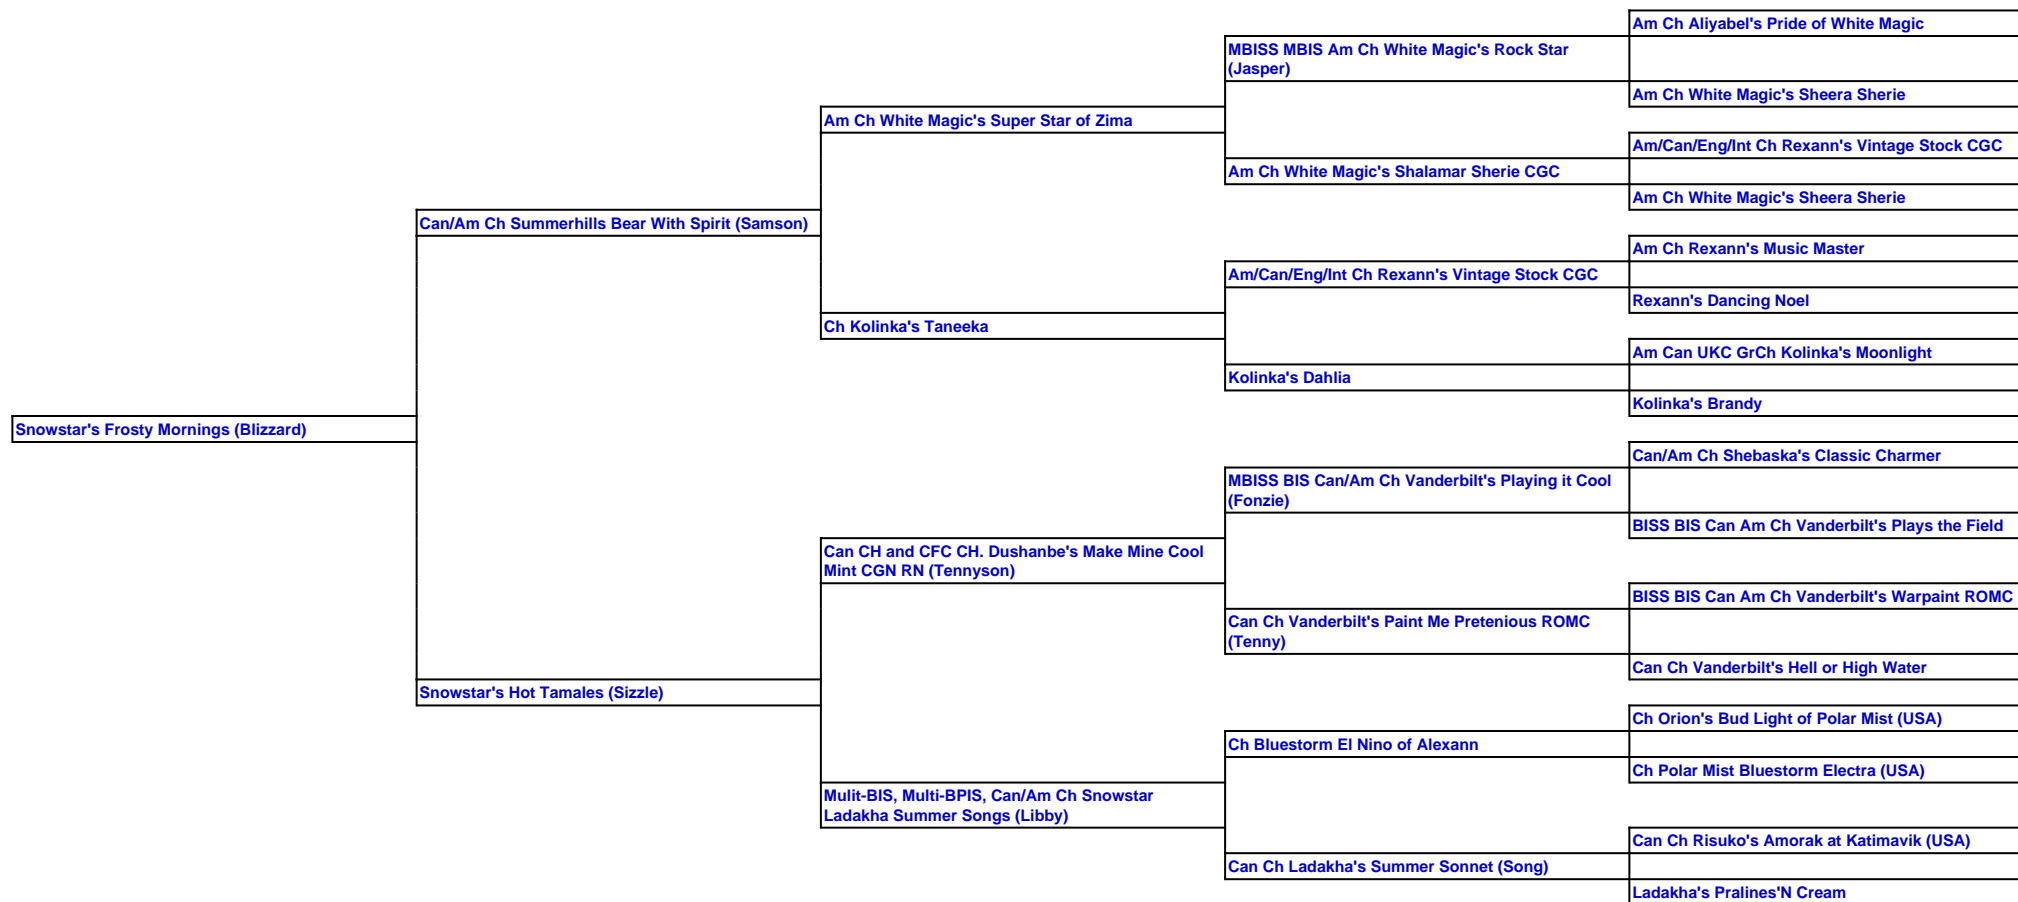 Am Ch Aliyabel's Pride of White Magic
MBISS MBIS Am Ch White Magic's Rock Star
(Jasper)
Am Ch White Magic's Sheera Sherie
Am Ch White Magic's Super Star of Zima
Am/Can/Eng/Int Ch Rexann's Vintage Stock CGC
Am Ch White Magic's Shalamar Sherie CGC
Am Ch White Magic's Sheera Sherie
Can/Am Ch Summerhills Bear With Spirit (Samson)
Am Ch Rexann's Music Master
Am/Can/Eng/Int Ch Rexann's Vintage Stock CGC
Rexann's Dancing Noel
Ch Kolinka's Taneeka
Am Can UKC GrCh Kolinka's Moonlight
Kolinka's Dahlia
Kolinka's Brandy
Snowstar's Frosty Mornings (Blizzard)
Can/Am Ch Shebaska's Classic Charmer
MBISS BIS Can/Am Ch Vanderbilt's Playing it Cool
(Fonzie)
BISS BIS Can Am Ch Vanderbilt's Plays the Field
Can CH and CFC CH. Dushanbe's Make Mine Cool
Mint CGN RN (Tennyson)
BISS BIS Can Am Ch Vanderbilt's Warpaint ROMC
Can Ch Vanderbilt's Paint Me Pretenious ROMC
(Tenny)
Can Ch Vanderbilt's Hell or High Water
Snowstar's Hot Tamales (Sizzle)
Ch Orion's Bud Light of Polar Mist (USA)
Ch Bluestorm El Nino of Alexann
Ch Polar Mist Bluestorm Electra (USA)
Mulit-BIS, Multi-BPIS, Can/Am Ch Snowstar
Ladakha Summer Songs (Libby)
Can Ch Risuko's Amorak at Katimavik (USA)
Can Ch Ladakha's Summer Sonnet (Song)
Ladakha's Pralines'N Cream